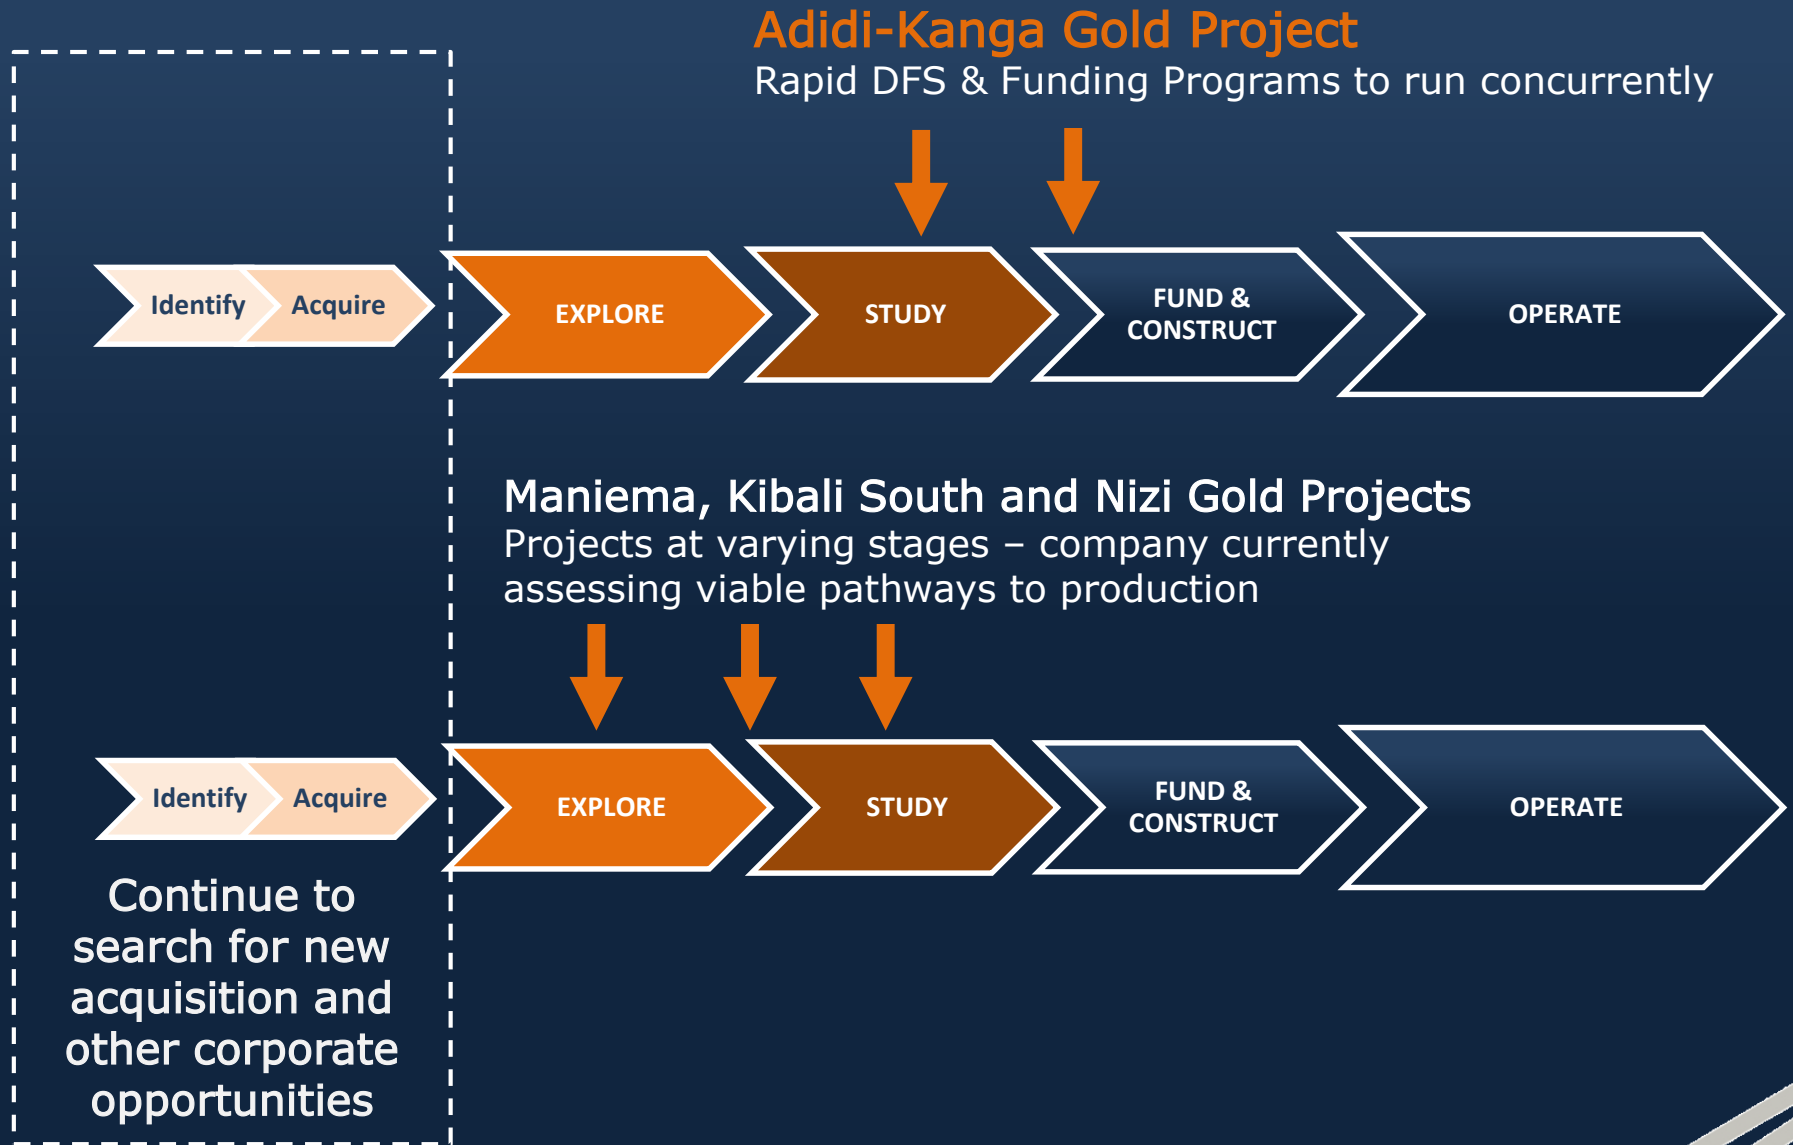 Adidi-Kanga Gold Project
Rapid DFS & Funding Programs to run concurrently
Identify
Acquire
EXPLORE
STUDY
FUND &
CONSTRUCT
OPERATE
Maniema, Kibali South and Nizi Gold Projects
Projects at varying stages – company currently
assessing viable pathways to production
Identify
Acquire
EXPLORE
STUDY
FUND &
CONSTRUCT
OPERATE
Continue to
search for new
acquisition and
other corporate
opportunities